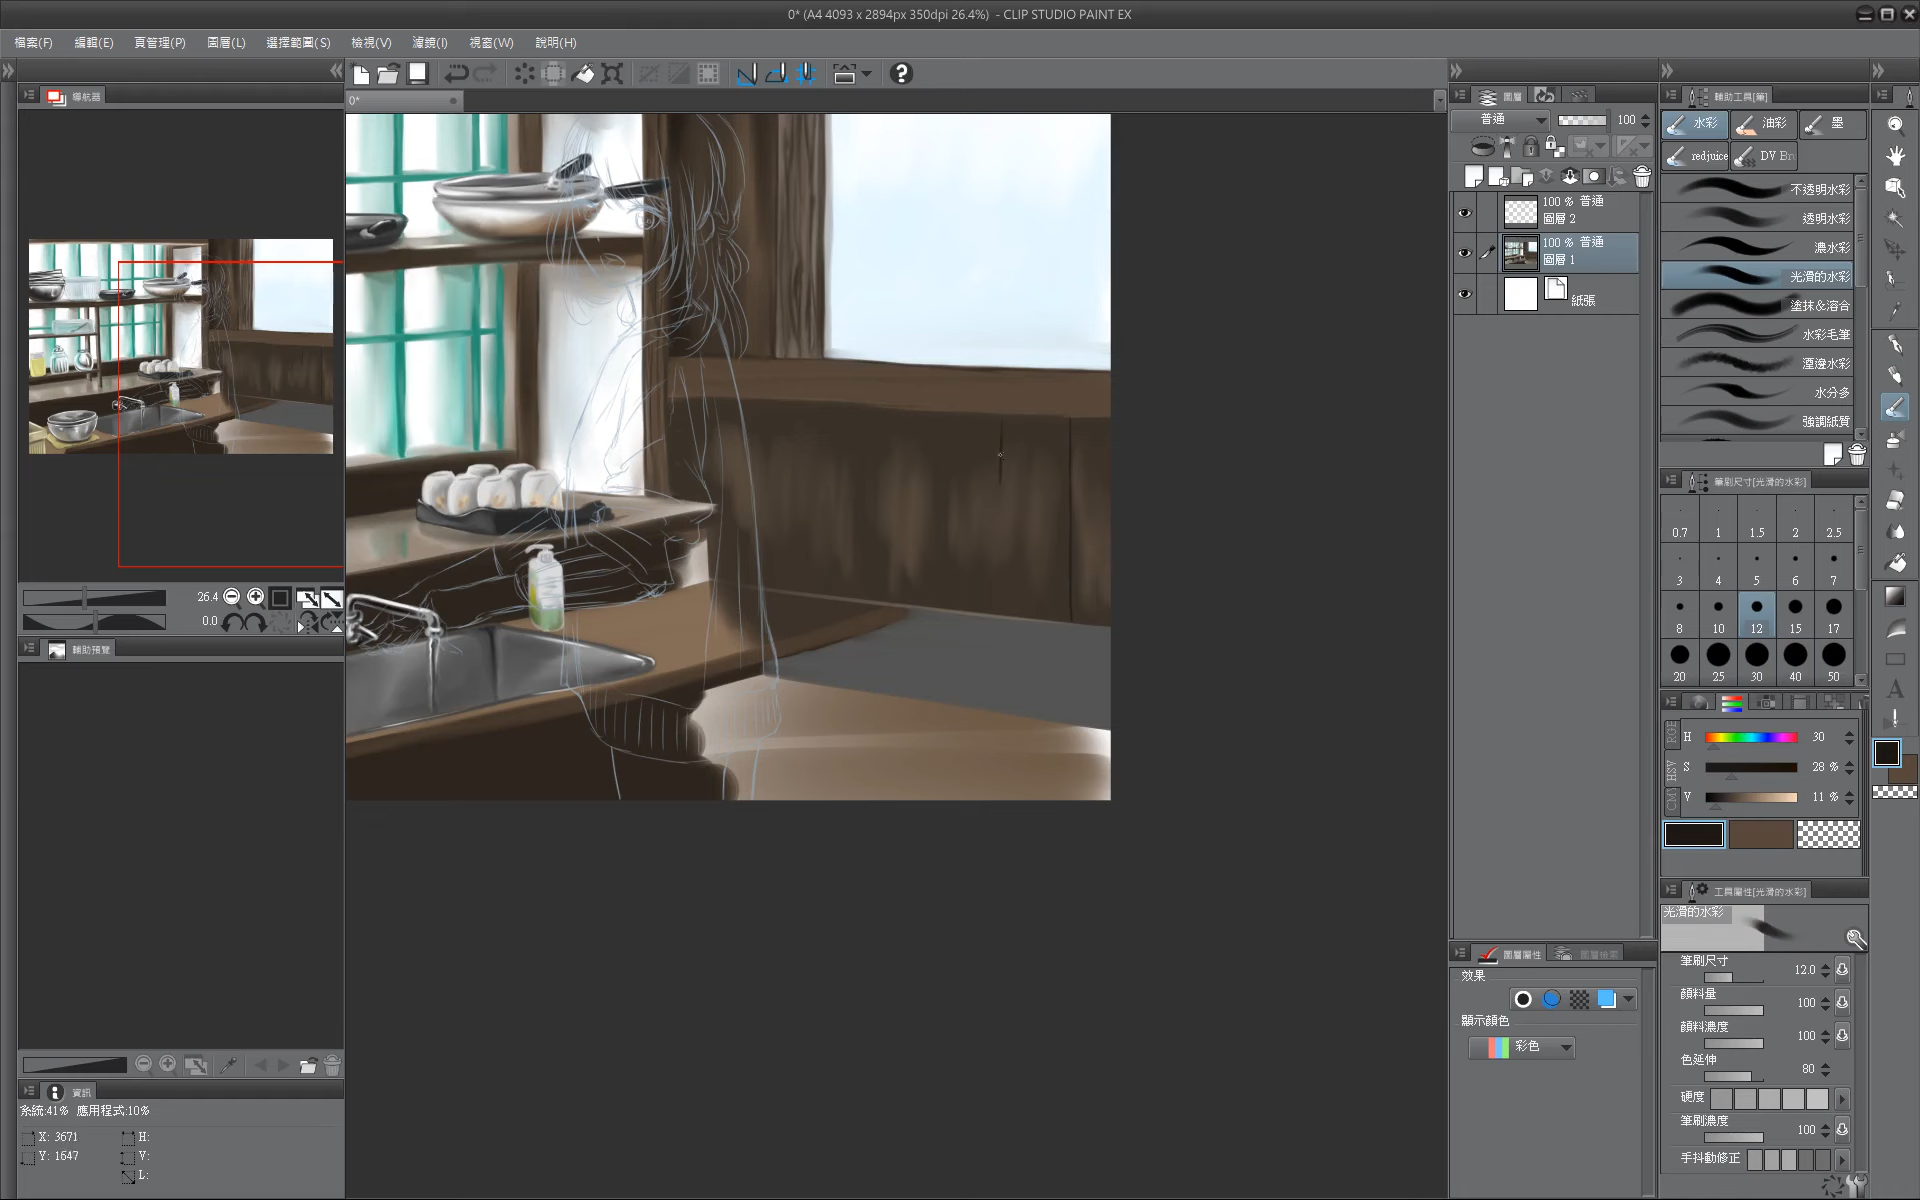 0* (A4 4093 x 2894px 350dpi 26.4%)  - CLIP STUDIO PAINT EX
檔案(F) 編輯(E) 頁管理(P) 圖層(L) 選擇範圍(S) 檢視(V) 濾鏡(I) 視窗(W) 說明(H)
導航器
0*
26.4
0.0
輔助預覽
資訊
系統:41% 應用程式:10%
X: 3671 H:
Y: 1647 V:
L:
圖層
普通 100
100 % 普通
圖層 2
100 % 普通
圖層 1
紙張
圖層屬性 圖層檢索
效果
顯示顏色
彩色
輔助工具[筆]
水彩 油彩 墨
redjuice DV Br
不透明水彩
透明水彩
濃水彩
光滑的水彩
塗抹&溶合
水彩毛筆
溼邊水彩
水分多
強調紙質
筆刷尺寸[光滑的水彩]
0.7 1 1.5 2 2.5
3 4 5 6 7
8 10 12 15 17
20 25 30 40 50
RGB
HSV
CM
H 30
S 28 %
V 11 %
工具屬性[光滑的水彩]
光滑的水彩
筆刷尺寸 12.0
顏料量 100
顏料濃度 100
色延伸 80
硬度
筆刷濃度 100
手抖動修正
A